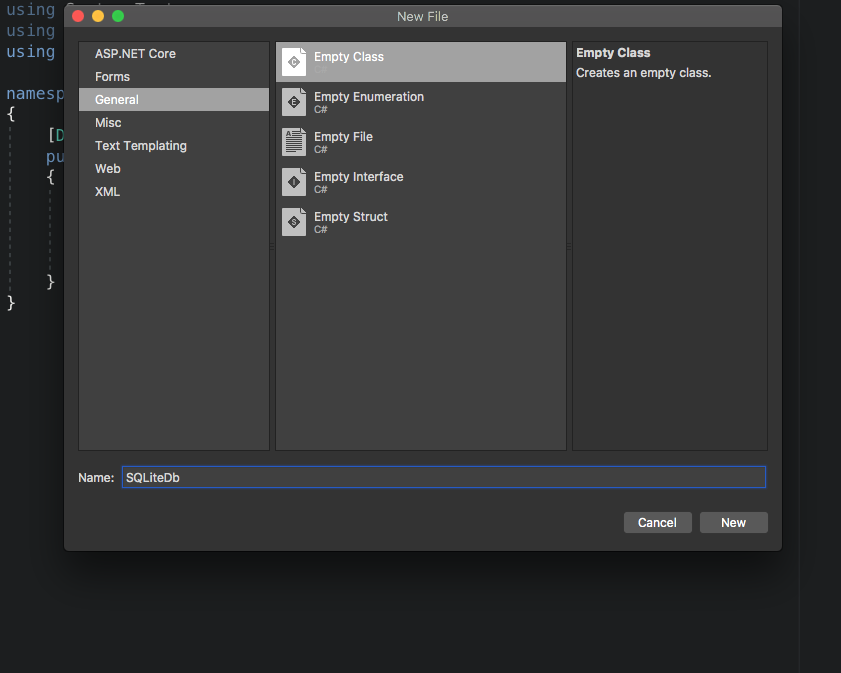 using
New File
using
using
ASP.NET Core
Forms
General
Misc
Text Templating
Web
XML
Empty Class
C#
Empty Enumeration
C#
Empty File
C#
Empty Interface
C#
Empty Struct
C#
Empty Class
Creates an empty class.
namesp
{
[D
pu
{
}
}
Name: SQLiteDb
Cancel New